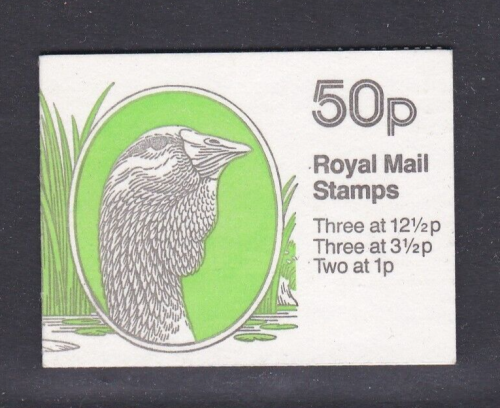 50p
Royal Mail
Stamps
Three at 12½p
Three at 3½p
Two at 1p